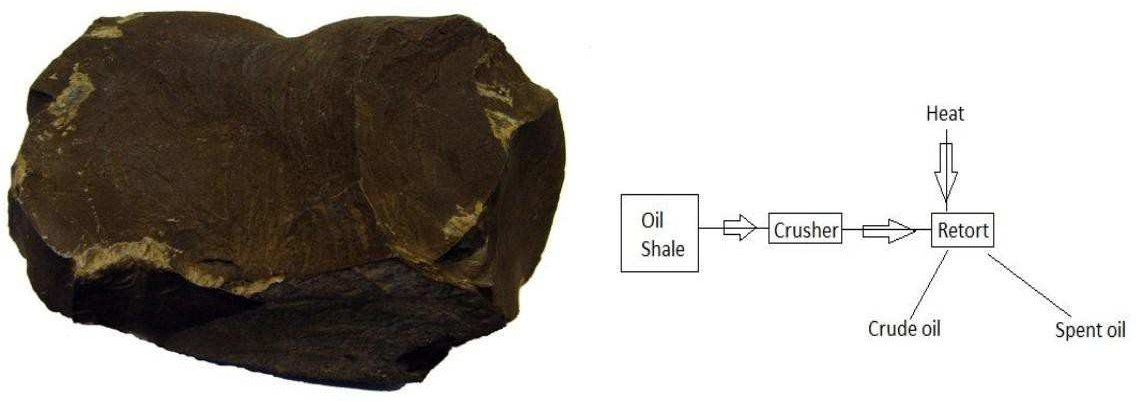 Heat
Oil
Shale
Crusher
Retort
Crude oil
Spent oil